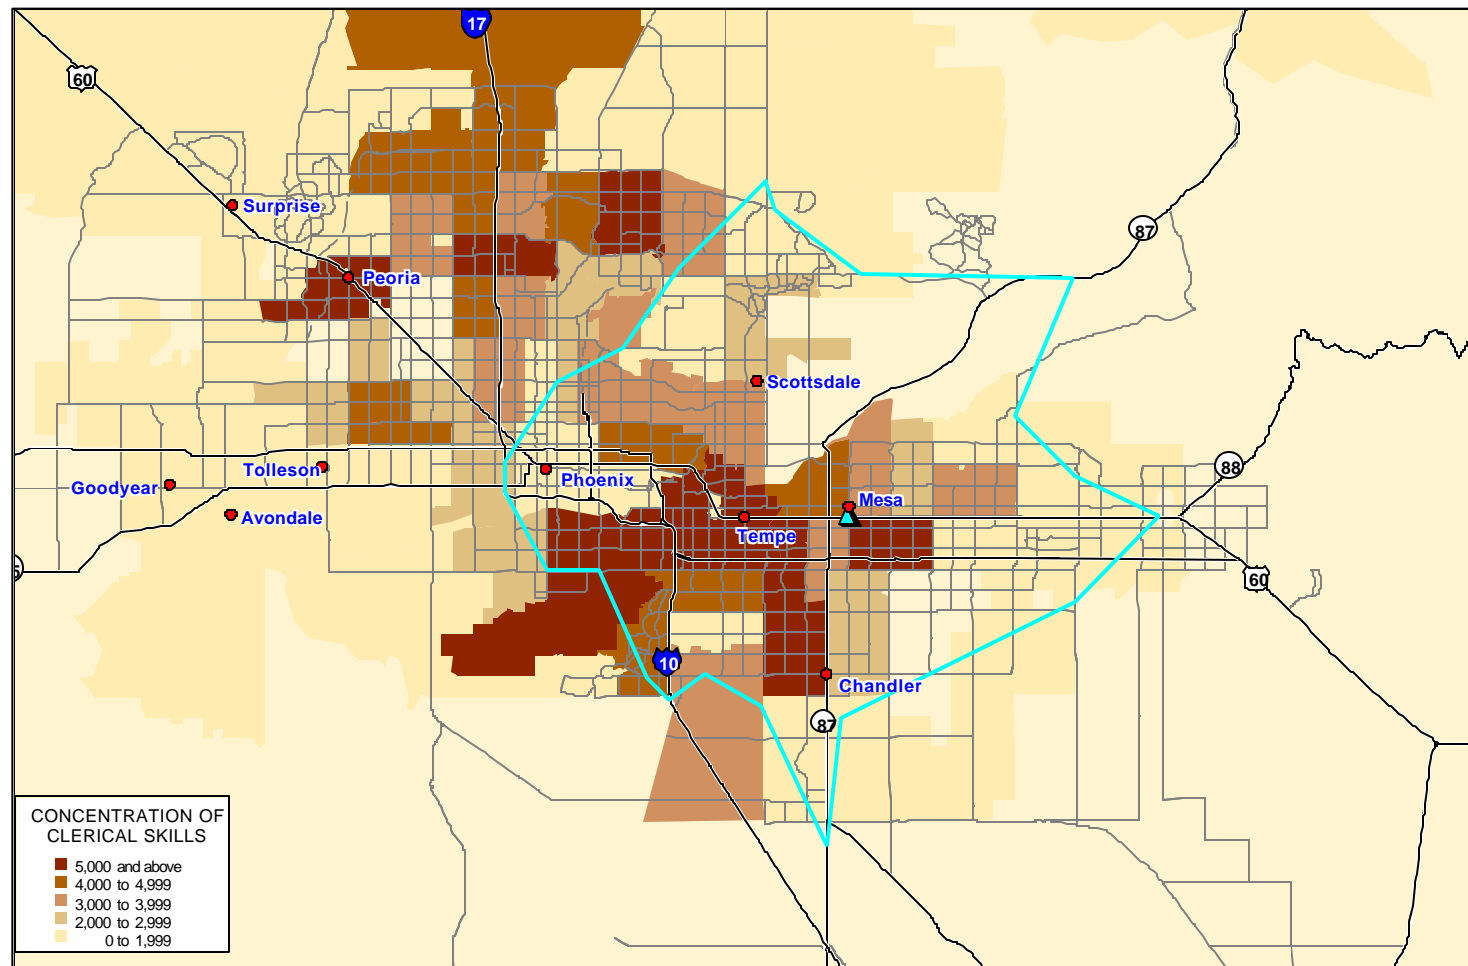 17
60
87
Surprise
Peoria
Scottsdale
Tolleson
Phoenix
88
Goodyear
Mesa
Avondale
Tempe
60
10
Chandler
87
CONCENTRATION OF
CLERICAL SKILLS
5,000 and above
4,000 to 4,999
3,000 to 3,999
2,000 to 2,999
0 to 1,999